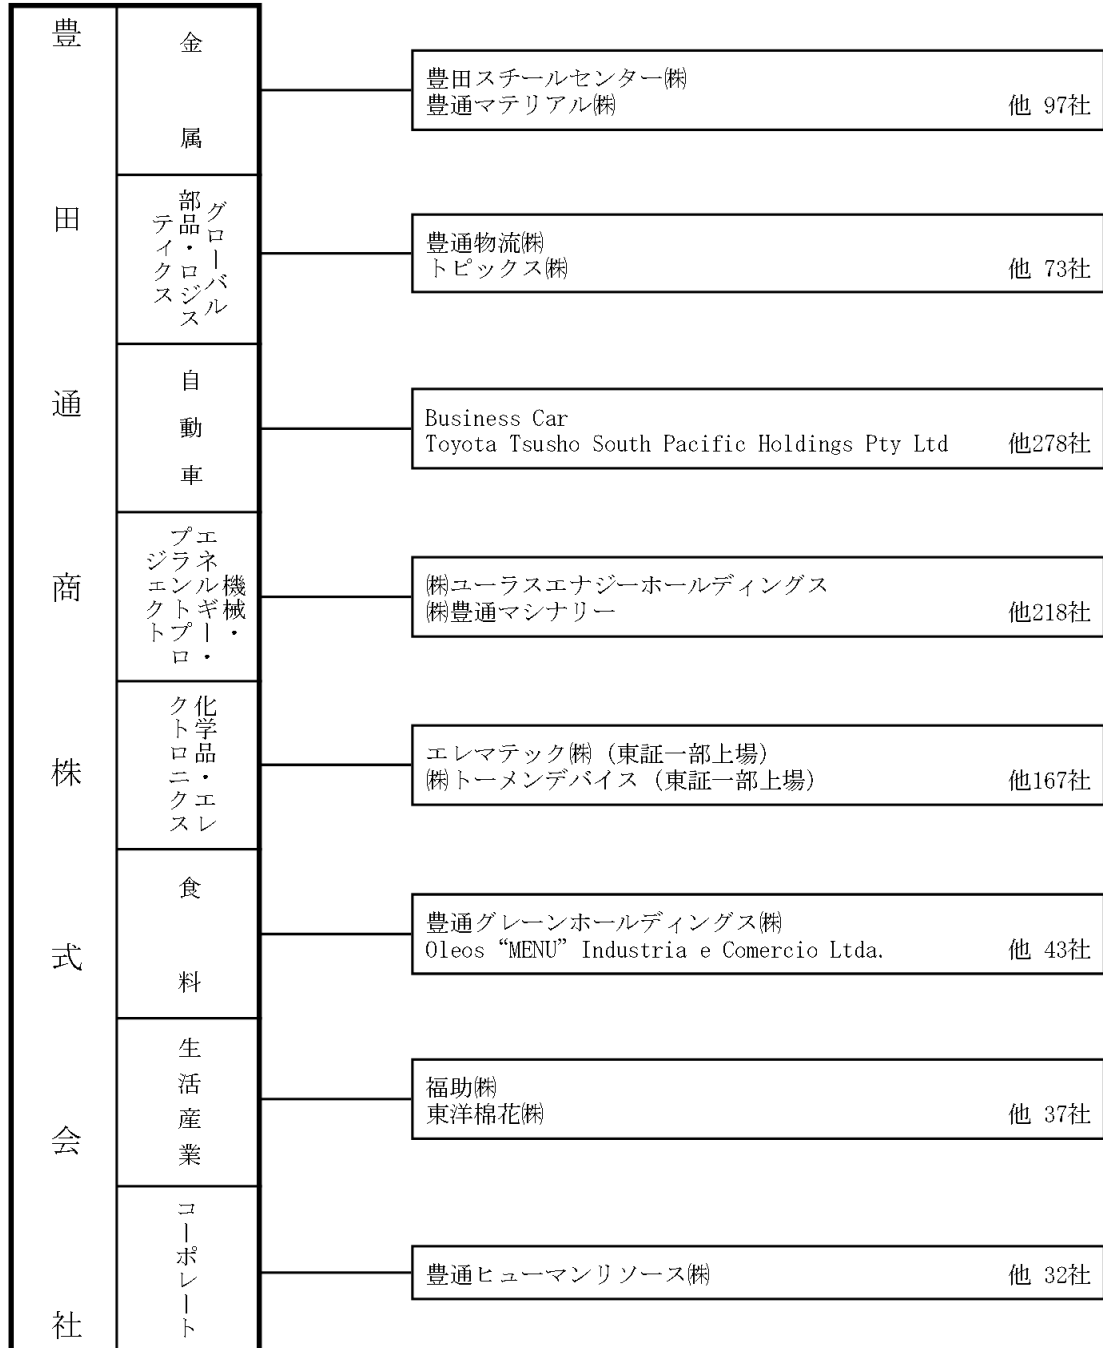 豊田通商株式会社
金属
豊田スチールセンター㈱
豊通マテリアル㈱ 他 97社
グローバル
部品・ロジス
ティクス
豊通物流㈱
トピックス㈱ 他 73社
自動車
Business Car
Toyota Tsusho South Pacific Holdings Pty Ltd 他278社
機械・
エネルギー・
プラントプロ
ジェクト
㈱ユーラスエナジーホールディングス
㈱豊通マシナリー 他218社
化学品・エレ
クトロニクス
エレマテック㈱（東証一部上場）
㈱トーメンデバイス（東証一部上場） 他167社
食料
豊通グレーンホールディングス㈱
Oleos “MENU” Industria e Comercio Ltda. 他 43社
生活産業
福助㈱
東洋棉花㈱ 他 37社
コーポレート
豊通ヒューマンリソース㈱ 他 32社